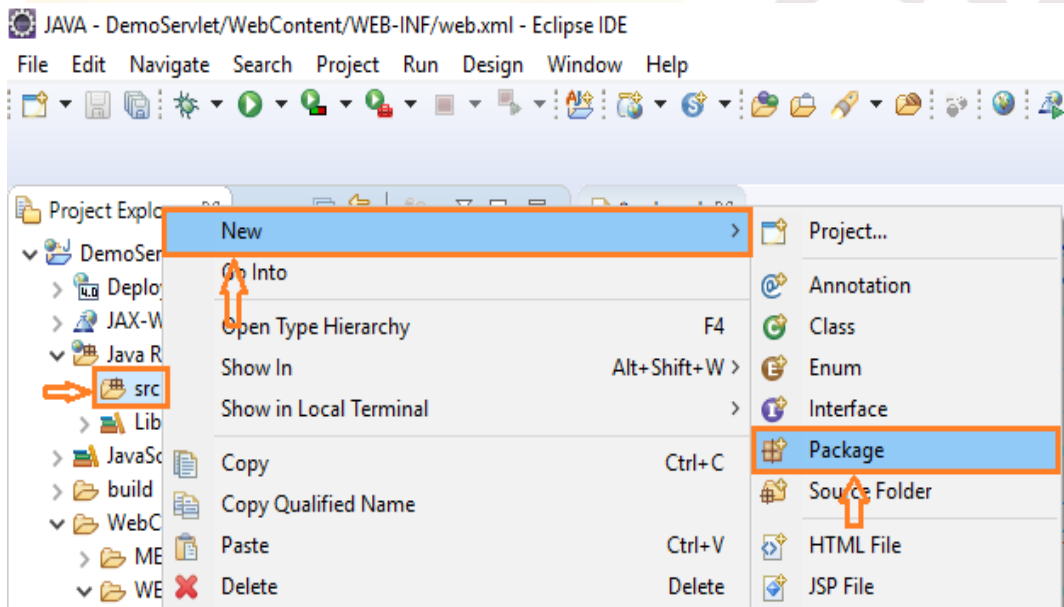 JAVA - DemoServlet/WebContent/WEB-INF/web.xml - Eclipse IDE
File Edit Navigate Search Project Run Design Window Help
Project Explo
DemoSer
Deploy
JAX-W
Java R
src
Lib
JavaSc
build
WebC
ME
WE
New
Go Into
Open Type Hierarchy F4
Show In Alt+Shift+W >
Show in Local Terminal
Copy Ctrl+C
Copy Qualified Name
Paste Ctrl+V
Delete Delete
Project...
Annotation
Class
Enum
Interface
Package
Source Folder
HTML File
JSP File